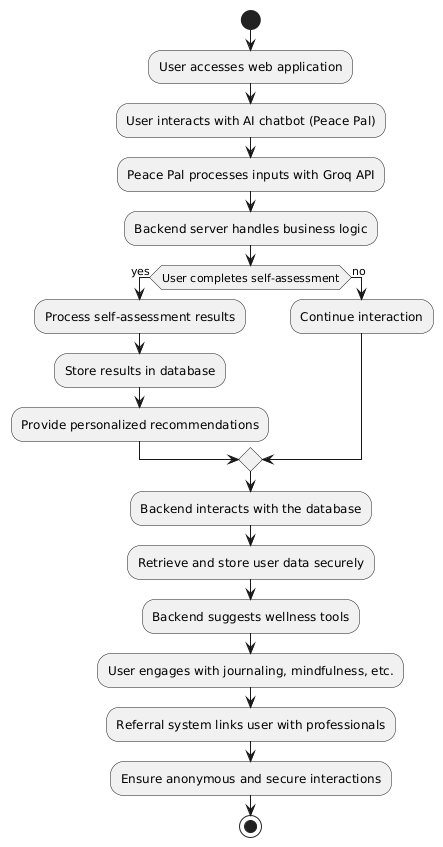 User accesses web application
User interacts with AI chatbot (Peace Pal)
Peace Pal processes inputs with Groq API
Backend server handles business logic
yes
User completes self-assessment
no
Process self-assessment results
Continue interaction
Store results in database
Provide personalized recommendations
Backend interacts with the database
Retrieve and store user data securely
Backend suggests wellness tools
User engages with journaling, mindfulness, etc.
Referral system links user with professionals
Ensure anonymous and secure interactions